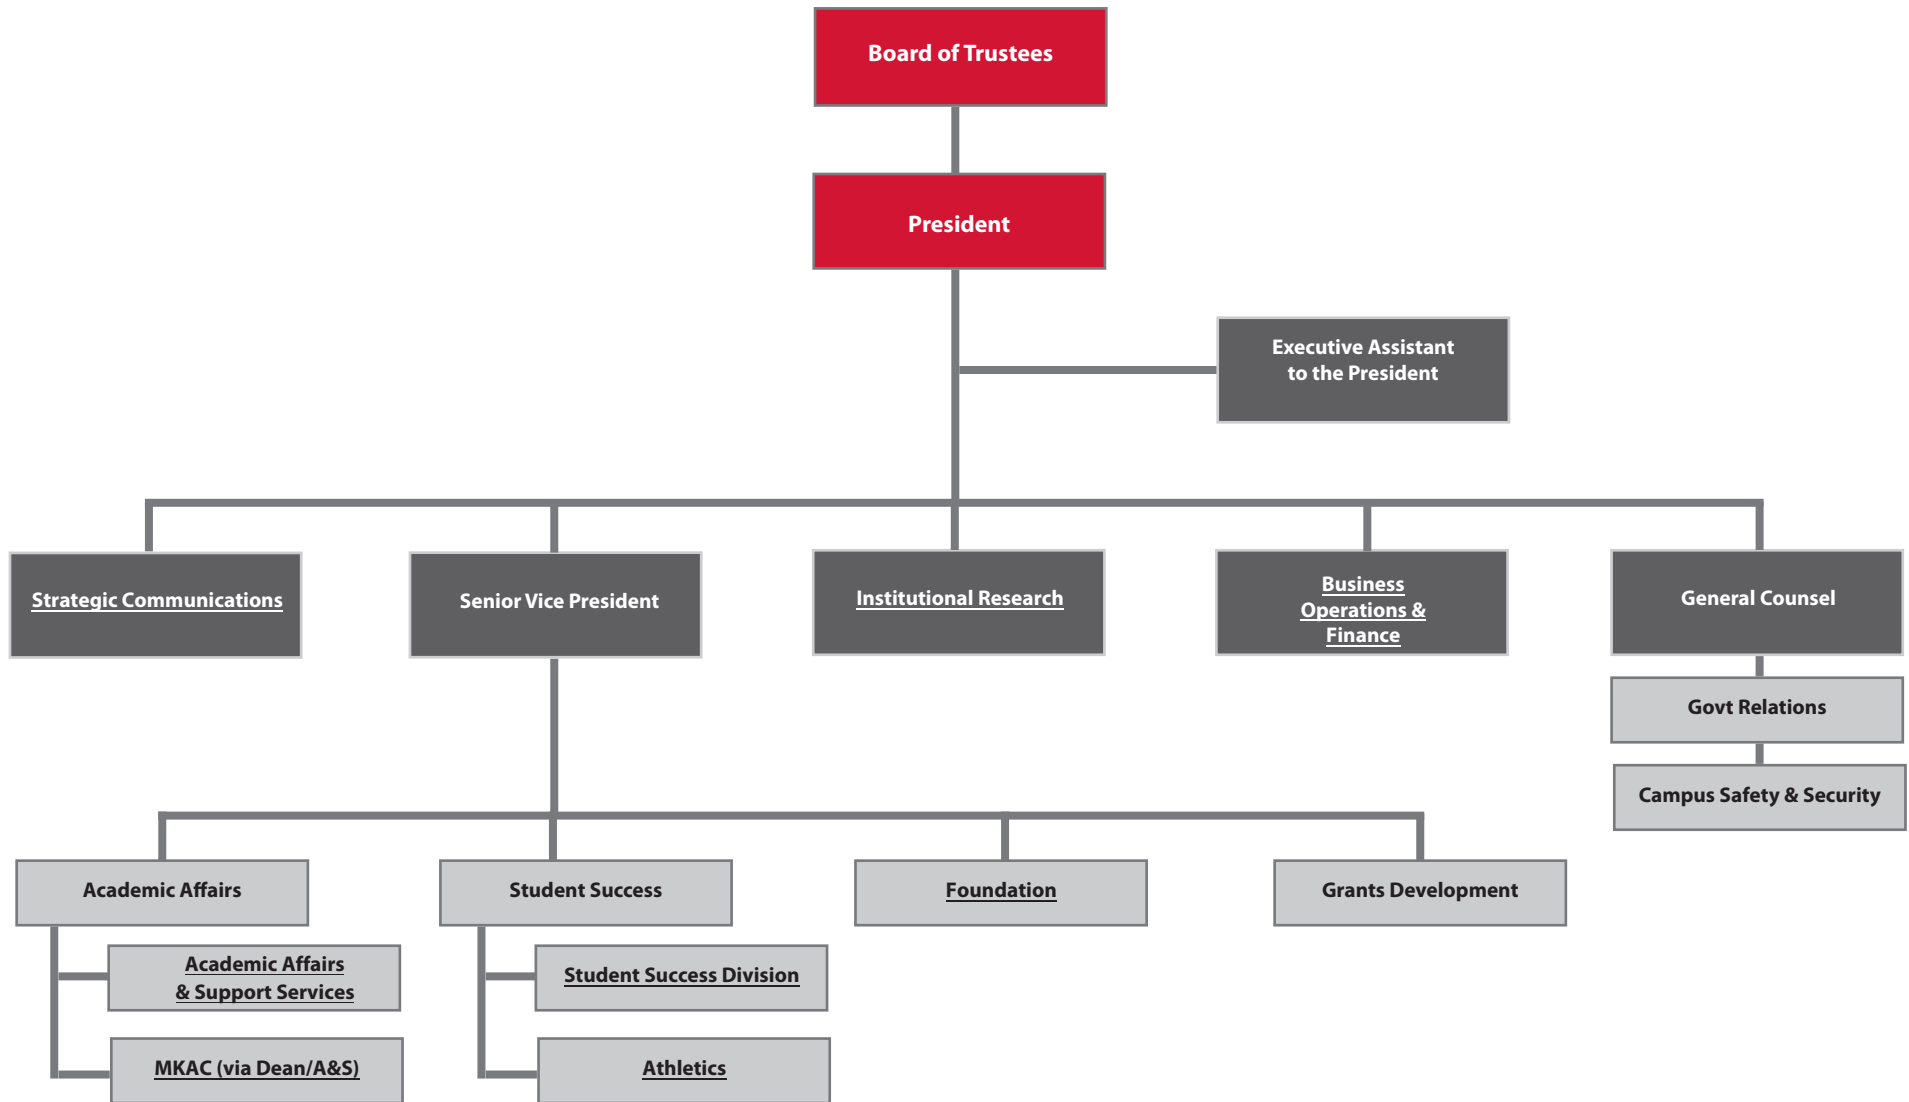 Board of Trustees
President
Executive Assistant
to the President
Strategic Communications
Senior Vice President
Institutional Research
Business
Operations &
Finance
General Counsel
Govt Relations
Campus Safety & Security
Academic Affairs
Student Success
Foundation
Grants Development
Academic Affairs
& Support Services
Student Success Division
MKAC (via Dean/A&S)
Athletics